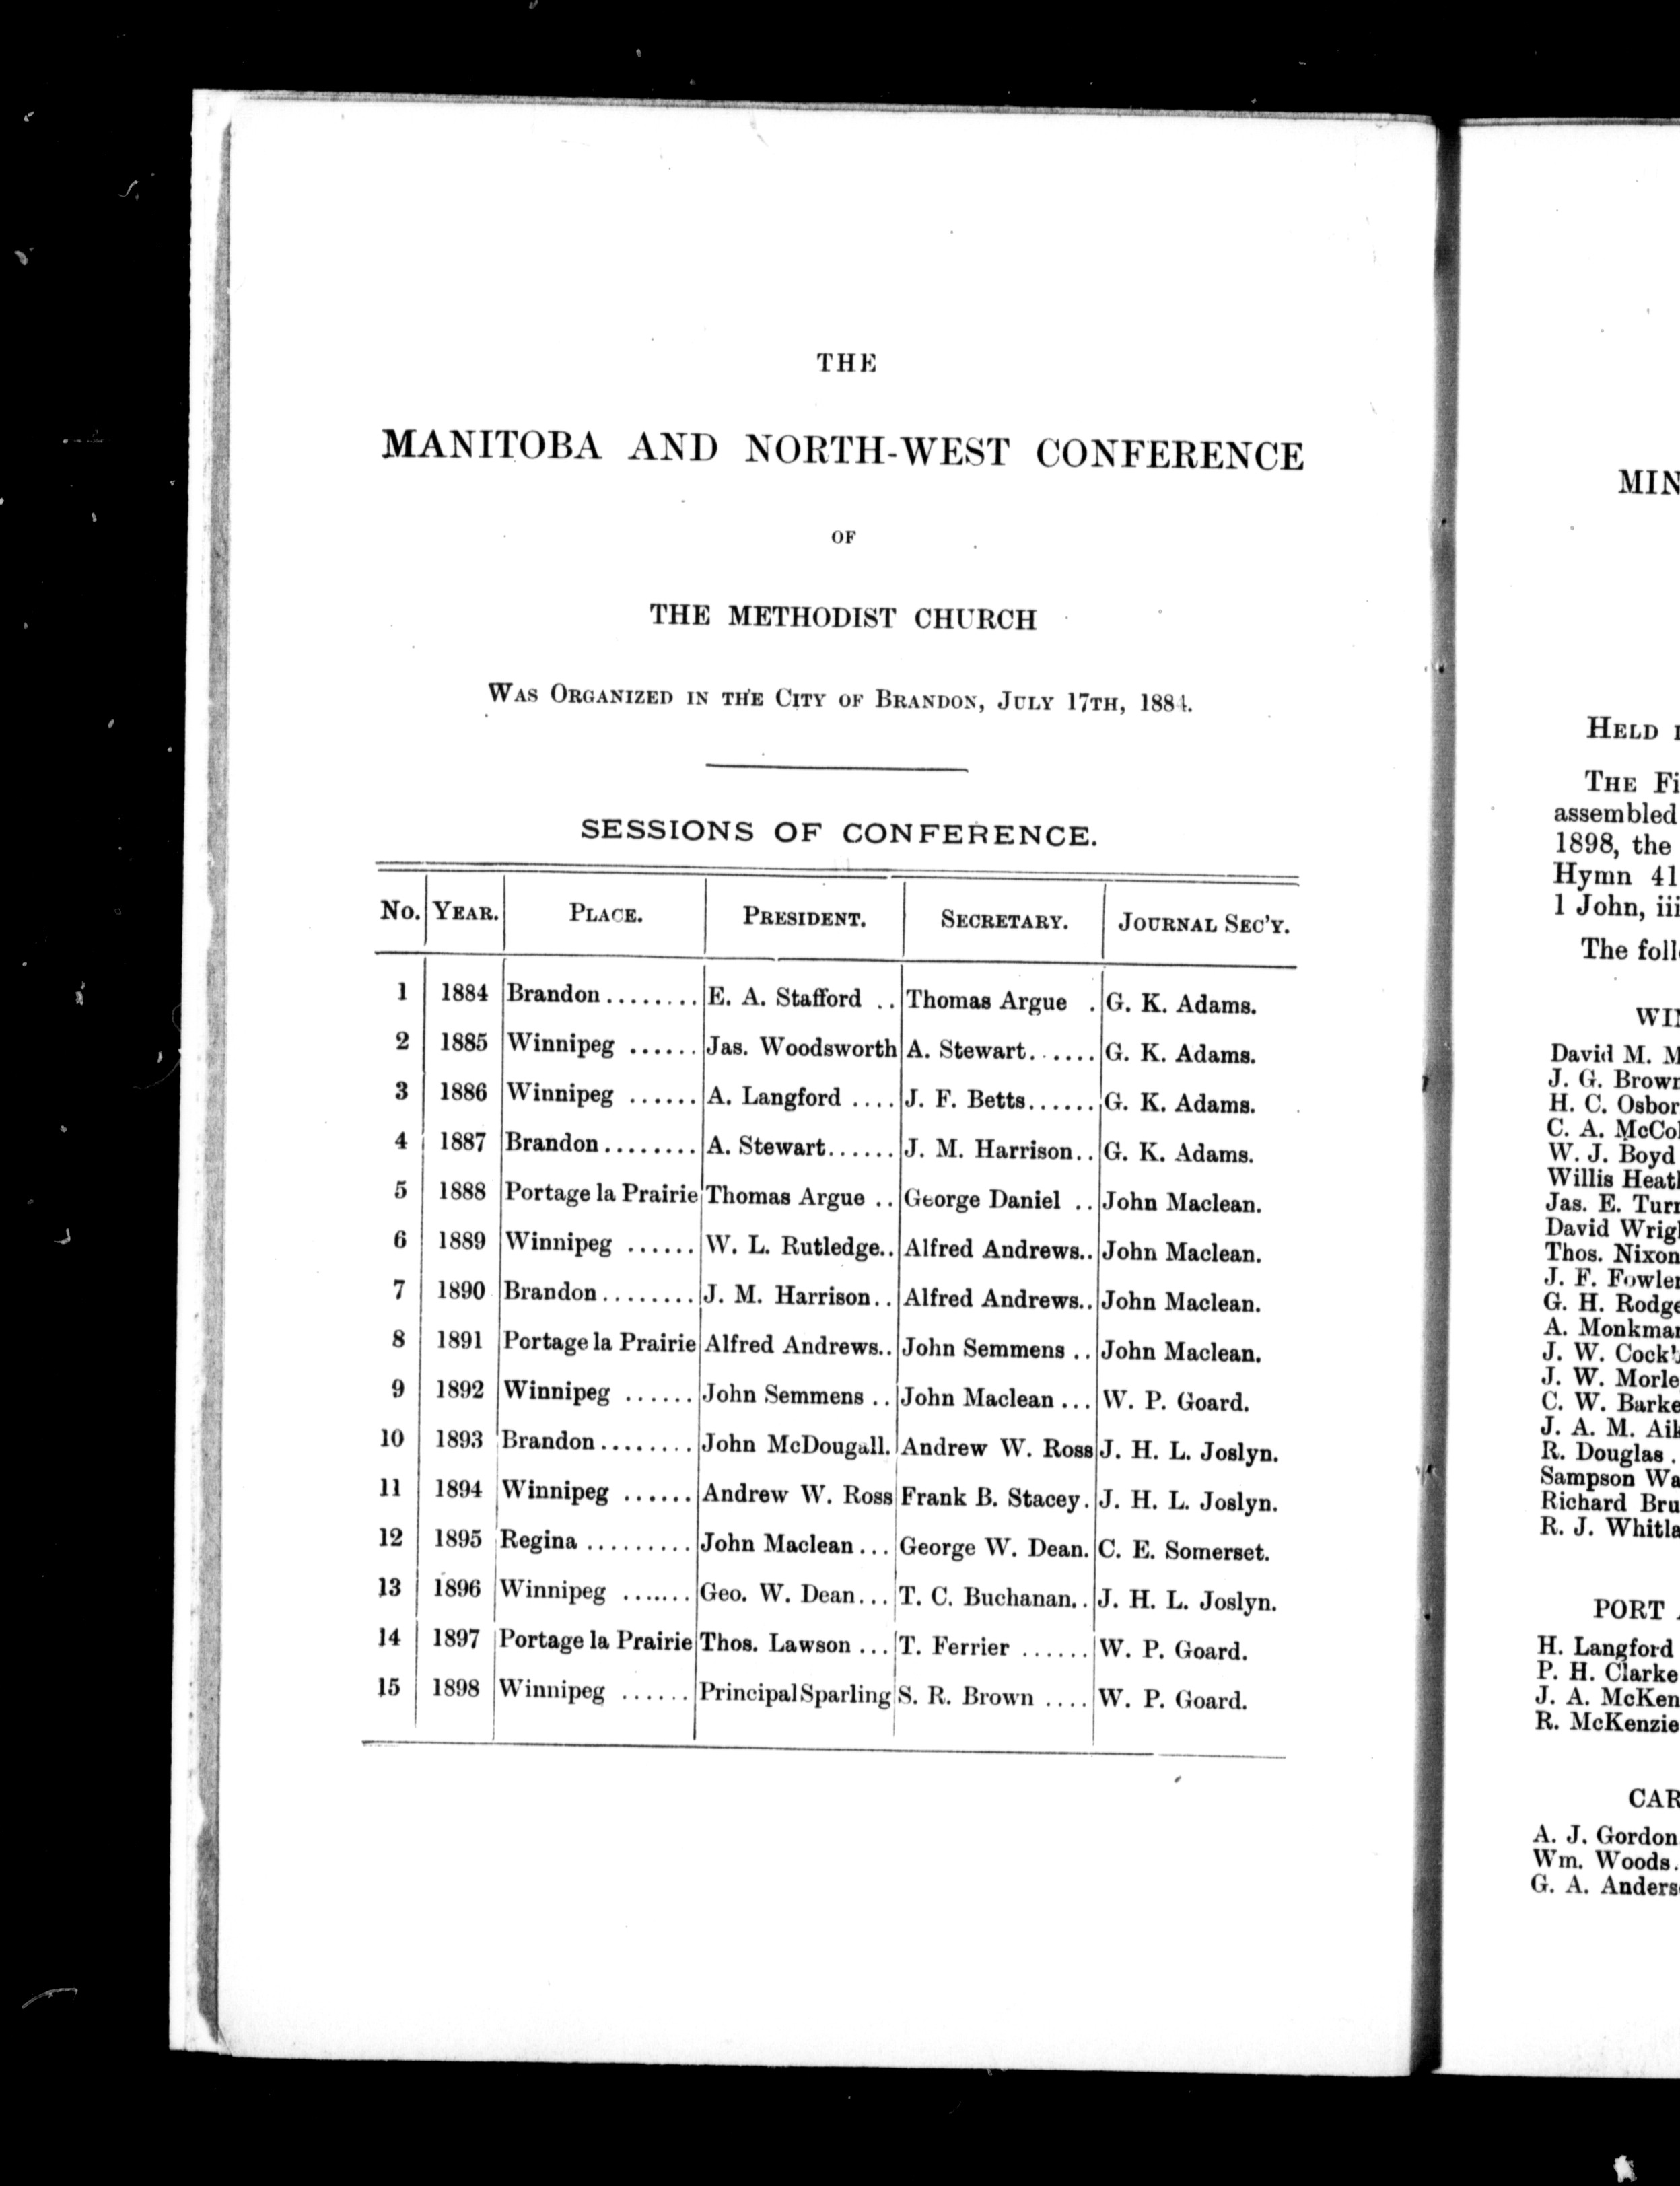 THE
MANITOBA AND NORTH-WEST CONFERENCE
OF
THE METHODIST CHURCH
WAS ORGANIZED IN THE CITY OF BRANDON, JULY 17TH, 1884.
SESSIONS OF CONFERENCE.
No. YEAR. PLACE. PRESIDENT. SECRETARY. JOURNAL SEC'Y.
1 1884 Brandon........ E. A. Stafford .. Thomas Argue . G. K. Adams.
2 1885 Winnipeg ...... Jas. Woodsworth A. Stewart...... G. K. Adams.
3 1886 Winnipeg ...... A. Langford .... J. F. Betts...... G. K. Adams.
4 1887 Brandon........ A. Stewart...... J. M. Harrison.. G. K. Adams.
5 1888 Portage la Prairie Thomas Argue .. George Daniel .. John Maclean.
6 1889 Winnipeg ...... W. L. Rutledge.. Alfred Andrews.. John Maclean.
7 1890 Brandon........ J. M. Harrison.. Alfred Andrews.. John Maclean.
8 1891 Portage la Prairie Alfred Andrews.. John Semmens .. John Maclean.
9 1892 Winnipeg ...... John Semmens .. John Maclean ... W. P. Goard.
10 1893 Brandon........ John McDougall. Andrew W. Ross J. H. L. Joslyn.
11 1894 Winnipeg ...... Andrew W. Ross Frank B. Stacey. J. H. L. Joslyn.
12 1895 Regina ......... John Maclean... George W. Dean. C. E. Somerset.
13 1896 Winnipeg ....... Geo. W. Dean... T. C. Buchanan.. J. H. L. Joslyn.
14 1897 Portage la Prairie Thos. Lawson ... T. Ferrier ...... W. P. Goard.
15 1898 Winnipeg ...... Principal Sparling S. R. Brown .... W. P. Goard.
MIN
HELD
THE Fi
assembled
1898, the
Hymn 41
1 John, iii
The foll
WI
David M. M
J. G. Brown
H. C. Osbor
C. A. McCol
W. J. Boyd
Willis Heat
Jas. E. Turn
David Wrigh
Thos. Nixon
J. F. Fowler
G. H. Rodge
A. Monkman
J. W. Cock
J. W. Morle
C. W. Barke
J. A. M. Aik
R. Douglas .
Sampson Wa
Richard Bru
R. J. Whitla
PORT
H. Langford
P. H. Clarke
J. A. McKen
R. McKenzie
CAR
A. J. Gordon
Wm. Woods.
G. A. Anders